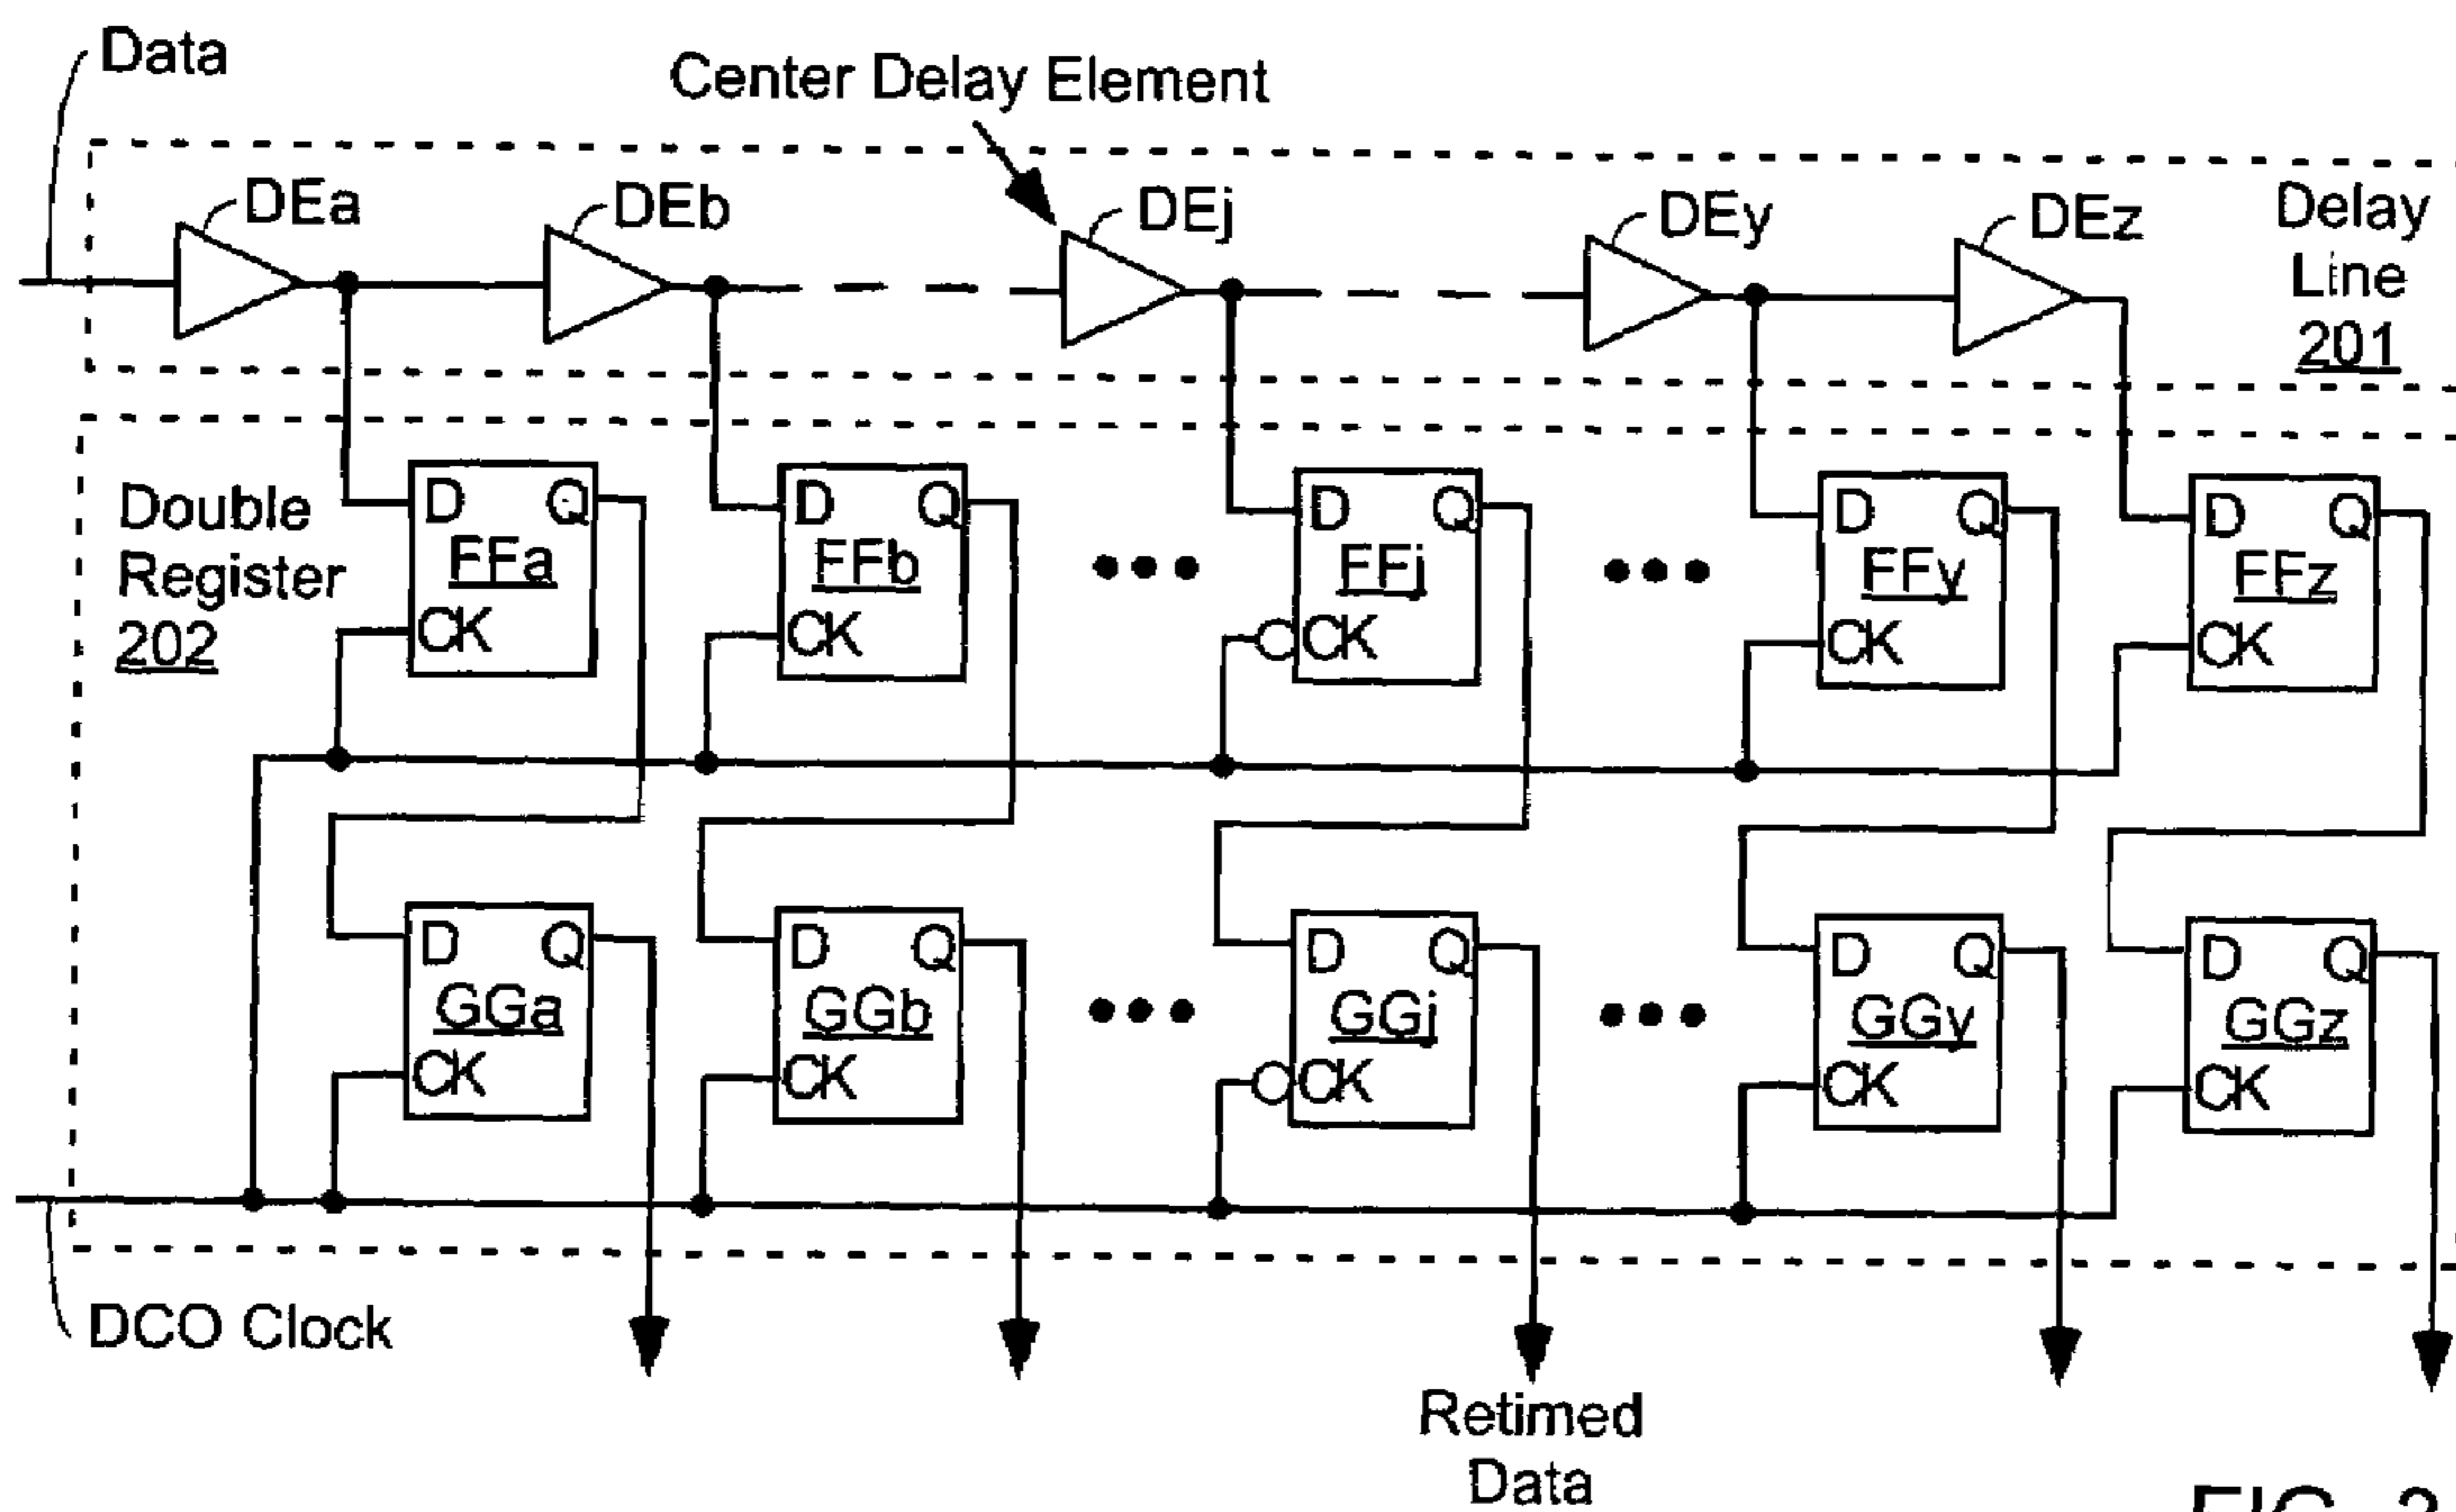 Data
Center Delay Element
DEa
DEb
DEj
DEy
DEz
Delay
Line
201
Double
Register
202
D Q
FFa
CK
D Q
FFb
CK
D Q
FFj
CK
D Q
FFy
CK
D Q
FFz
CK
D Q
GGa
CK
D Q
GGb
CK
D Q
GGj
CK
D Q
GGy
CK
D Q
GGz
CK
DCO Clock
Retimed
Data